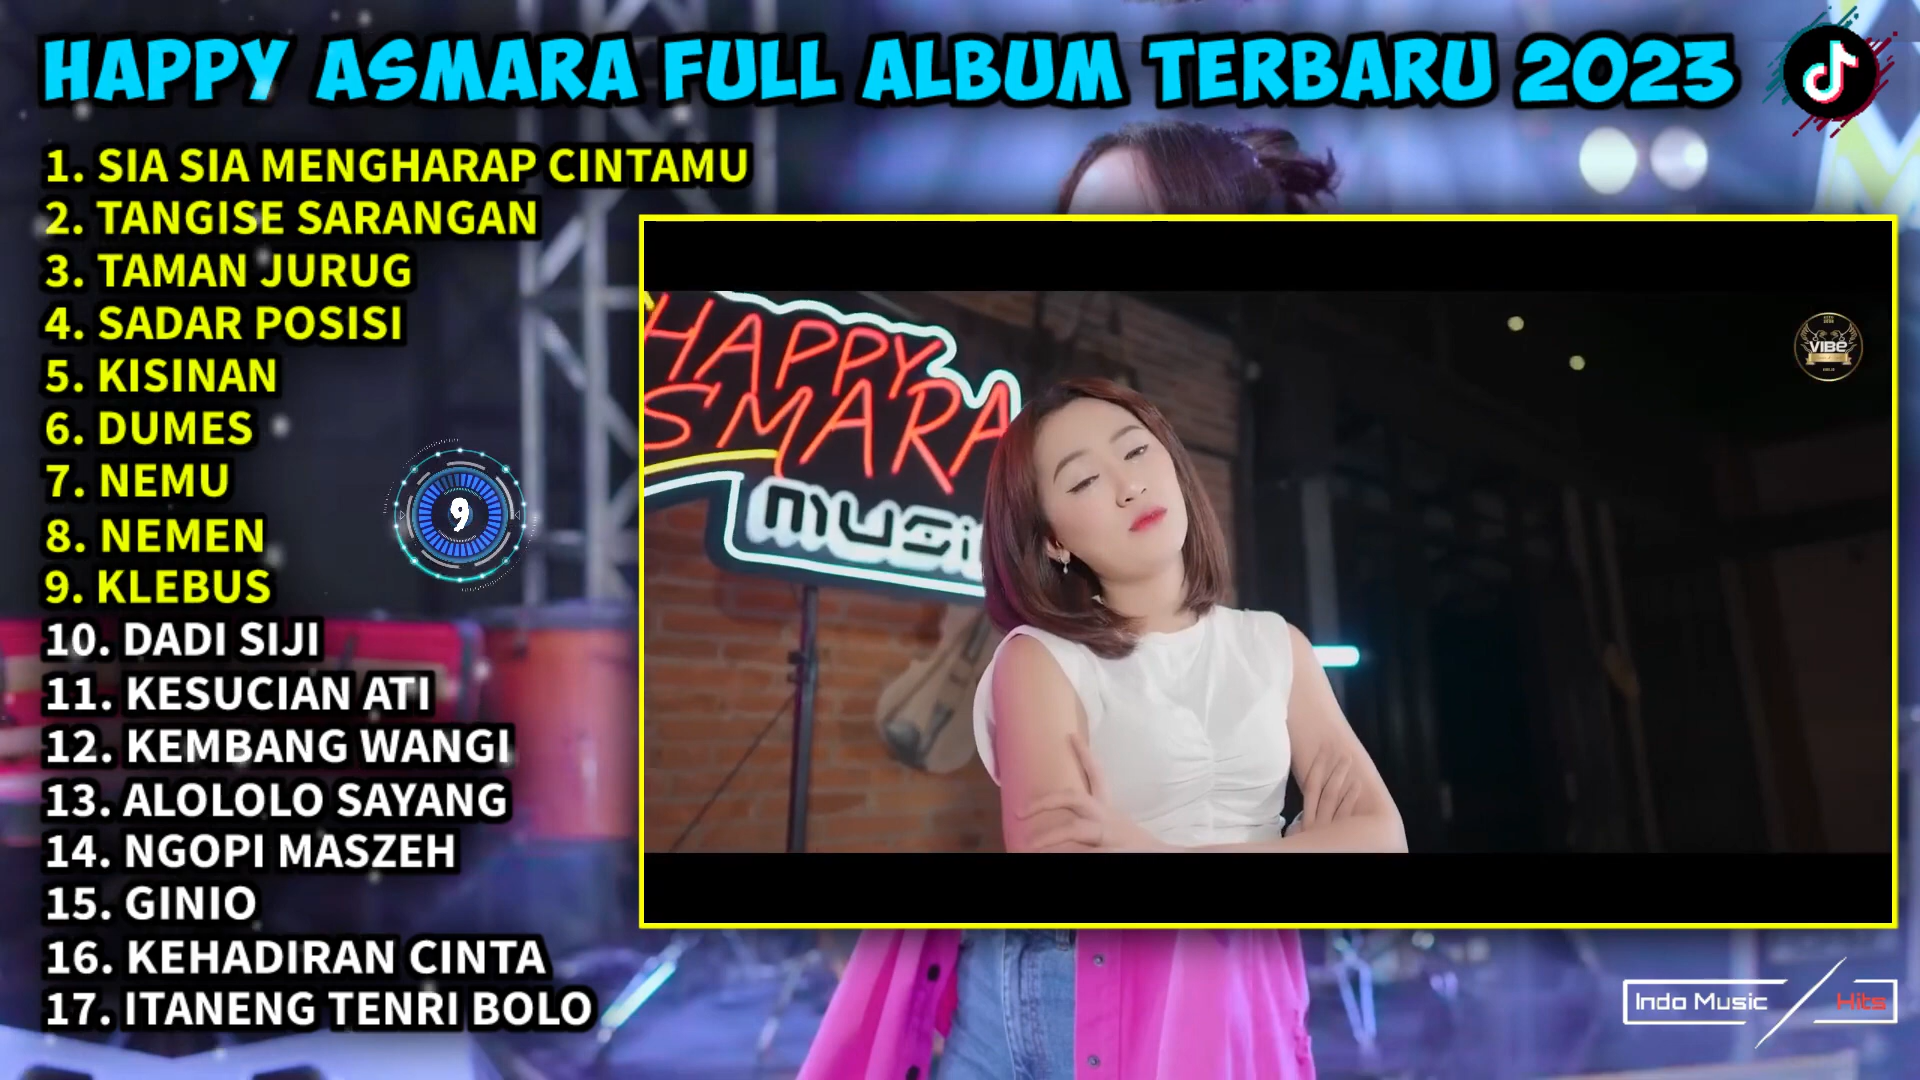 HAPPY ASMARA FULL ALBUM TERBARU 2023
1. SIA SIA MENGHARAP CINTAMU
2. TANGISE SARANGAN
3. TAMAN JURUG
4. SADAR POSISI
5. KISINAN
6. DUMES
7. NEMU
8. NEMEN
9. KLEBUS
10. DADI SIJI
11. KESUCIAN ATI
12. KEMBANG WANGI
13. ALOLOLO SAYANG
14. NGOPI MASZEH
15. GINIO
16. KEHADIRAN CINTA
17. ITANENG TENRI BOLO
9
HAPPY
SMARA
MUSi
VIBE
Indo Music Hits